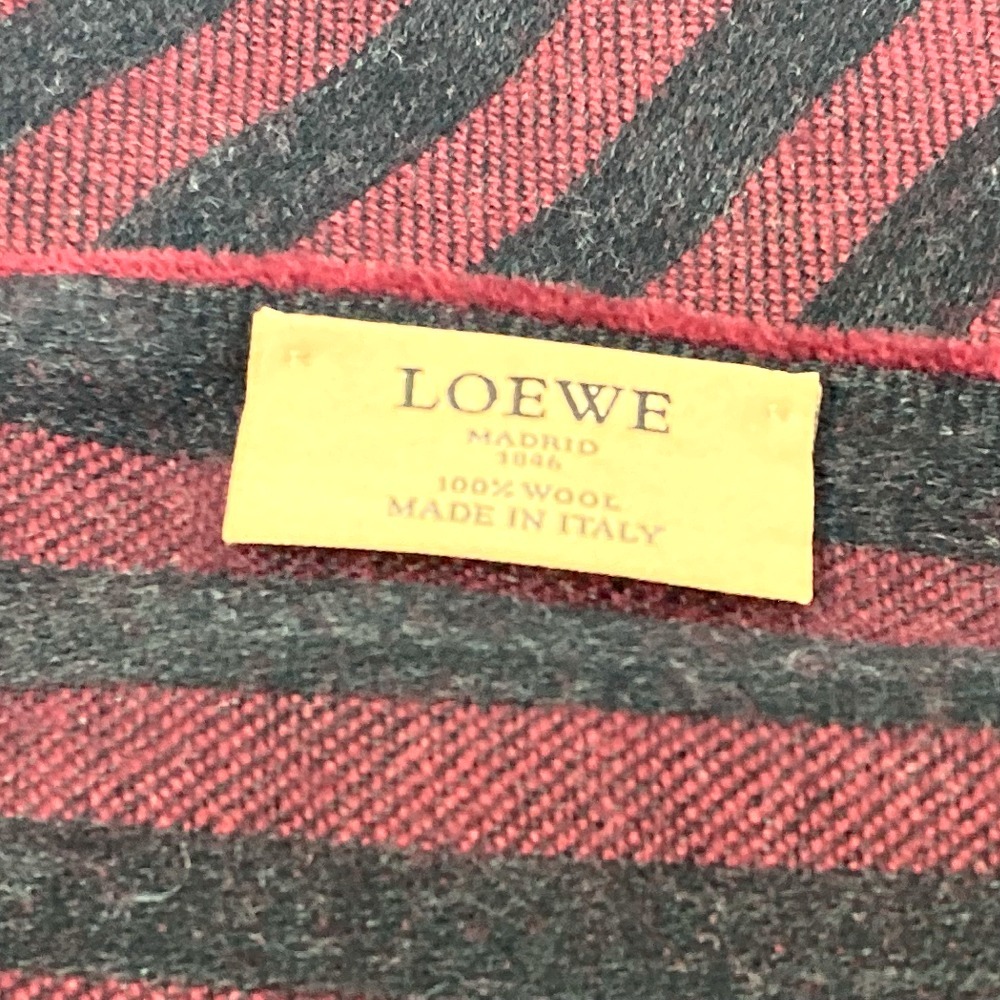 LOEWE
MADRID
1846
100% WOOL
MADE IN ITALY